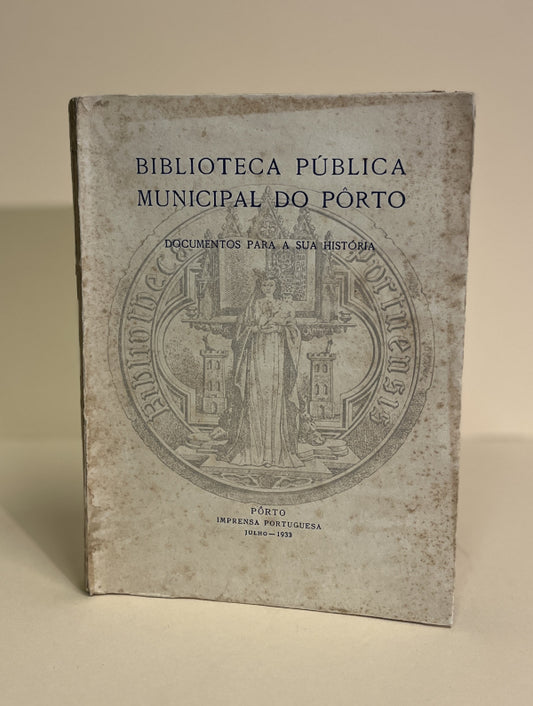 BIBLIOTECA PÚBLICA
MUNICIPAL DO PÔRTO
DOCUMENTOS PARA A SUA HISTÓRIA
Bibliotheca Portuensis
PÔRTO
IMPRENSA PORTUGUESA
JULHO—1933